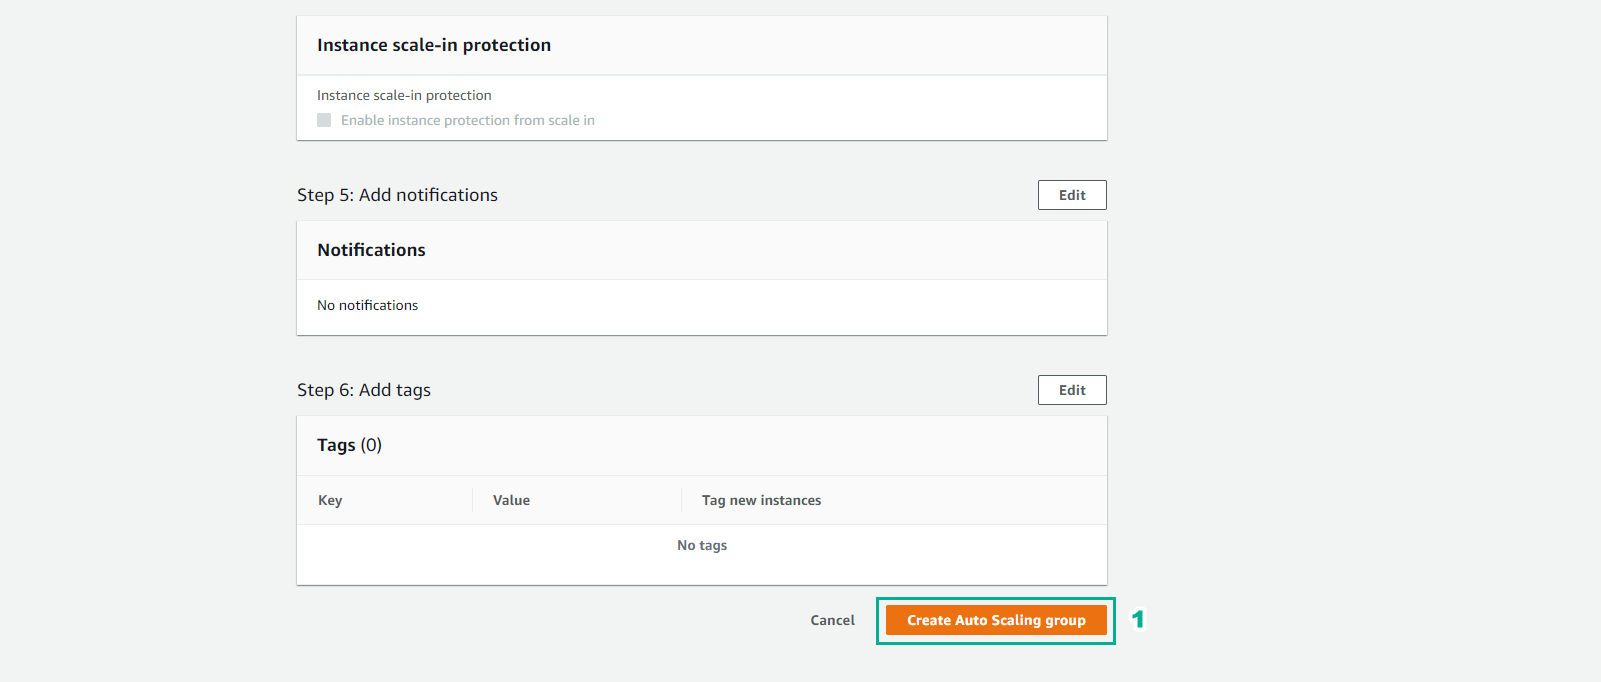 Instance scale-in protection
Instance scale-in protection
Enable instance protection from scale in
Step 5: Add notifications
Edit
Notifications
No notifications
Step 6: Add tags
Edit
Tags (0)
Key Value Tag new instances
No tags
Cancel Create Auto Scaling group 1